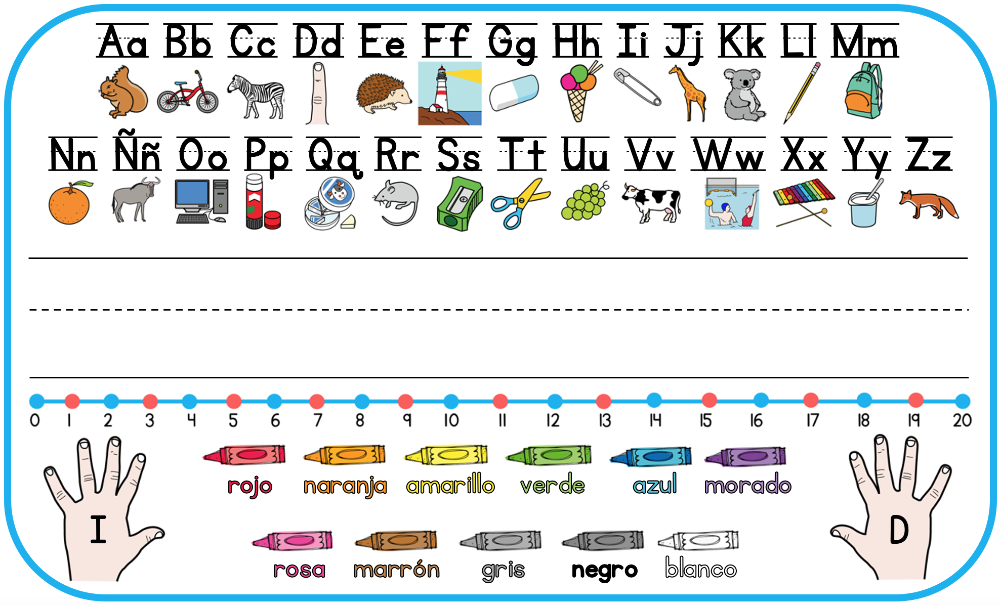 Aa Bb Cc Dd Ee Ff Gg Hh Ii Jj Kk Ll Mm
Nn Ññ Oo Pp Qq Rr Ss Tt Uu Vv Ww Xx Yy Zz
0 1 2 3 4 5 6 7 8 9 10 11 12 13 14 15 16 17 18 19 20
rojo naranja amarillo verde azul morado
I D
rosa marrón gris negro blanco